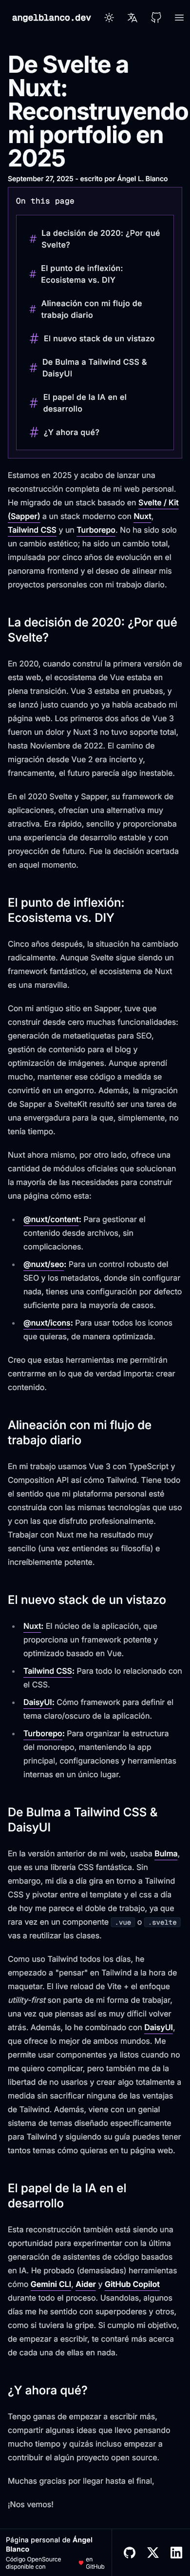 angelblanco.dev
De Svelte a
Nuxt:
Reconstruyendo
mi portfolio en
2025
September 27, 2025 - escrito por Ángel L. Blanco
On this page
# La decisión de 2020: ¿Por qué
Svelte?
# El punto de inflexión:
Ecosistema vs. DIY
# Alineación con mi flujo de
trabajo diario
# El nuevo stack de un vistazo
# De Bulma a Tailwind CSS &
DaisyUI
# El papel de la IA en el
desarrollo
# ¿Y ahora qué?
Estamos en 2025 y acabo de lanzar una
reconstrucción completa de mi web personal.
He migrado de un stack basado en Svelte / Kit
(Sapper) a un stack moderno con Nuxt,
Tailwind CSS y un Turborepo. No ha sido solo
un cambio estético; ha sido un cambio total,
impulsada por la necesidad de evolución en el
panorama frontend y el deseo de alinear mis
proyectos personales con mi trabajo diario.
La decisión de 2020: ¿Por qué
Svelte?
En 2020, cuando construí la primera versión de
esta web, el ecosistema de Vue estaba en
plena transición. Vue 3 estaba en pruebas, y
se lanzó justo cuando yo ya había acabado mi
página web. Los primeros dos años de Vue 3
fueron un dolor y Nuxt 3 no tuvo soporte total,
hasta Noviembre de 2022. El camino de
migración desde Vue 2 era incierto y,
francamente, el futuro parecía algo inestable.
En el 2020 Svelte y Sapper, su framework de
aplicaciones, ofrecían una alternativa muy
atractiva. Era rápido, sencillo y proporcionaba
una experiencia de desarrollo estable y con
proyección de futuro. Fue la decisión acertada
en aquel momento.
El punto de inflexión:
Ecosistema vs. DIY
Cinco años después, la situación ha cambiado
radicalmente. Aunque Svelte sigue siendo un
framework fantástico, el ecosistema de Nuxt
es una maravilla.
Con mi antiguo sitio en Sapper, tuve que
construir desde cero muchas funcionalidades:
generación de metaetiquetas para SEO,
gestión de contenido para el blog y
optimización de imágenes. Aunque aprendí
mucho, mantener ese código a medida se
convirtió en un engorro. Además, la migración
de Sapper a SvelteKit resultó ser una tarea de
una envergadura para la que, simplemente, no
tenía tiempo.
Nuxt ahora mismo, por otro lado, ofrece una
cantidad de módulos oficiales que solucionan
la mayoría de las necesidades para construir
una página cómo esta:
• @nuxt/content: Para gestionar el
contenido desde archivos, sin
complicaciones.
• @nuxt/seo: Para un control robusto del
SEO y los metadatos, donde sin configurar
nada, tienes una configuración por defecto
suficiente para la mayoría de casos.
• @nuxt/icons: Para usar todos los iconos
que quieras, de menara optimizada.
Creo que estas herramientas me permitirán
centrarme en lo que de verdad importa: crear
contenido.
Alineación con mi flujo de
trabajo diario
En mi trabajo usamos Vue 3 con TypeScript y
Composition API así cómo Tailwind. Tiene todo
el sentido que mi plataforma personal esté
construida con las mismas tecnologías que uso
y con las que disfruto profesionalmente.
Trabajar con Nuxt me ha resultado muy
sencillo (una vez entiendes su filosofía) e
increíblemente potente.
El nuevo stack de un vistazo
• Nuxt: El núcleo de la aplicación, que
proporciona un framework potente y
optimizado basado en Vue.
• Tailwind CSS: Para todo lo relacionado con
el CSS.
• DaisyUI: Cómo framework para definir el
tema claro/oscuro de la aplicación.
• Turborepo: Para organizar la estructura
del monorepo, manteniendo la app
principal, configuraciones y herramientas
internas en un único lugar.
De Bulma a Tailwind CSS &
DaisyUI
En la versión anterior de mi web, usaba Bulma,
que es una librería CSS fantástica. Sin
embargo, mi día a día gira en torno a Tailwind
CSS y pivotar entre el template y el css a día de
hoy me parece el doble de trabajo, ya que
rara vez un componente .vue o .svelte
vas a reutilizar las clases.
Como uso Tailwind todos los días, he
empezado a "pensar" en Tailwind a la hora de
maquetar. El live reload de Vite + el enfoque
utility-first son parte de mi forma de trabajar,
una vez que piensas así es muy difícil volver
atrás. Además, lo he combinado con DaisyUI,
que ofrece lo mejor de ambos mundos. Me
permite usar componentes ya listos cuando no
me quiero complicar, pero también me da la
libertad de no usarlos y crear algo totalmente a
medida sin sacrificar ninguna de las ventajas
de Tailwind. Además, viene con un genial
sistema de temas diseñado específicamente
para Tailwind y siguiendo su guía puedes tener
tantos temas cómo quieras en tu página web.
El papel de la IA en el
desarrollo
Esta reconstrucción también está siendo una
oportunidad para experimentar con la última
generación de asistentes de código basados
en IA. He probado (demasiadas) herramientas
cómo Gemini CLI, Aider y GitHub Copilot
durante todo el proceso. Usandolas, algunos
días me he sentido con superpoderes y otros,
como si tuviera la gripe. Si cumplo mi objetivo,
de empezar a escribir, te contaré más acerca
de cada una de ellas en nada.
¿Y ahora qué?
Tengo ganas de empezar a escribir más,
compartir algunas ideas que llevo pensando
mucho tiempo y quizás incluso empezar a
contribuir el algún proyecto open source.
Muchas gracias por llegar hasta el final,
¡Nos vemos!
Página personal de Ángel
Blanco
Código OpenSource
disponible con ❤️ en
GitHub